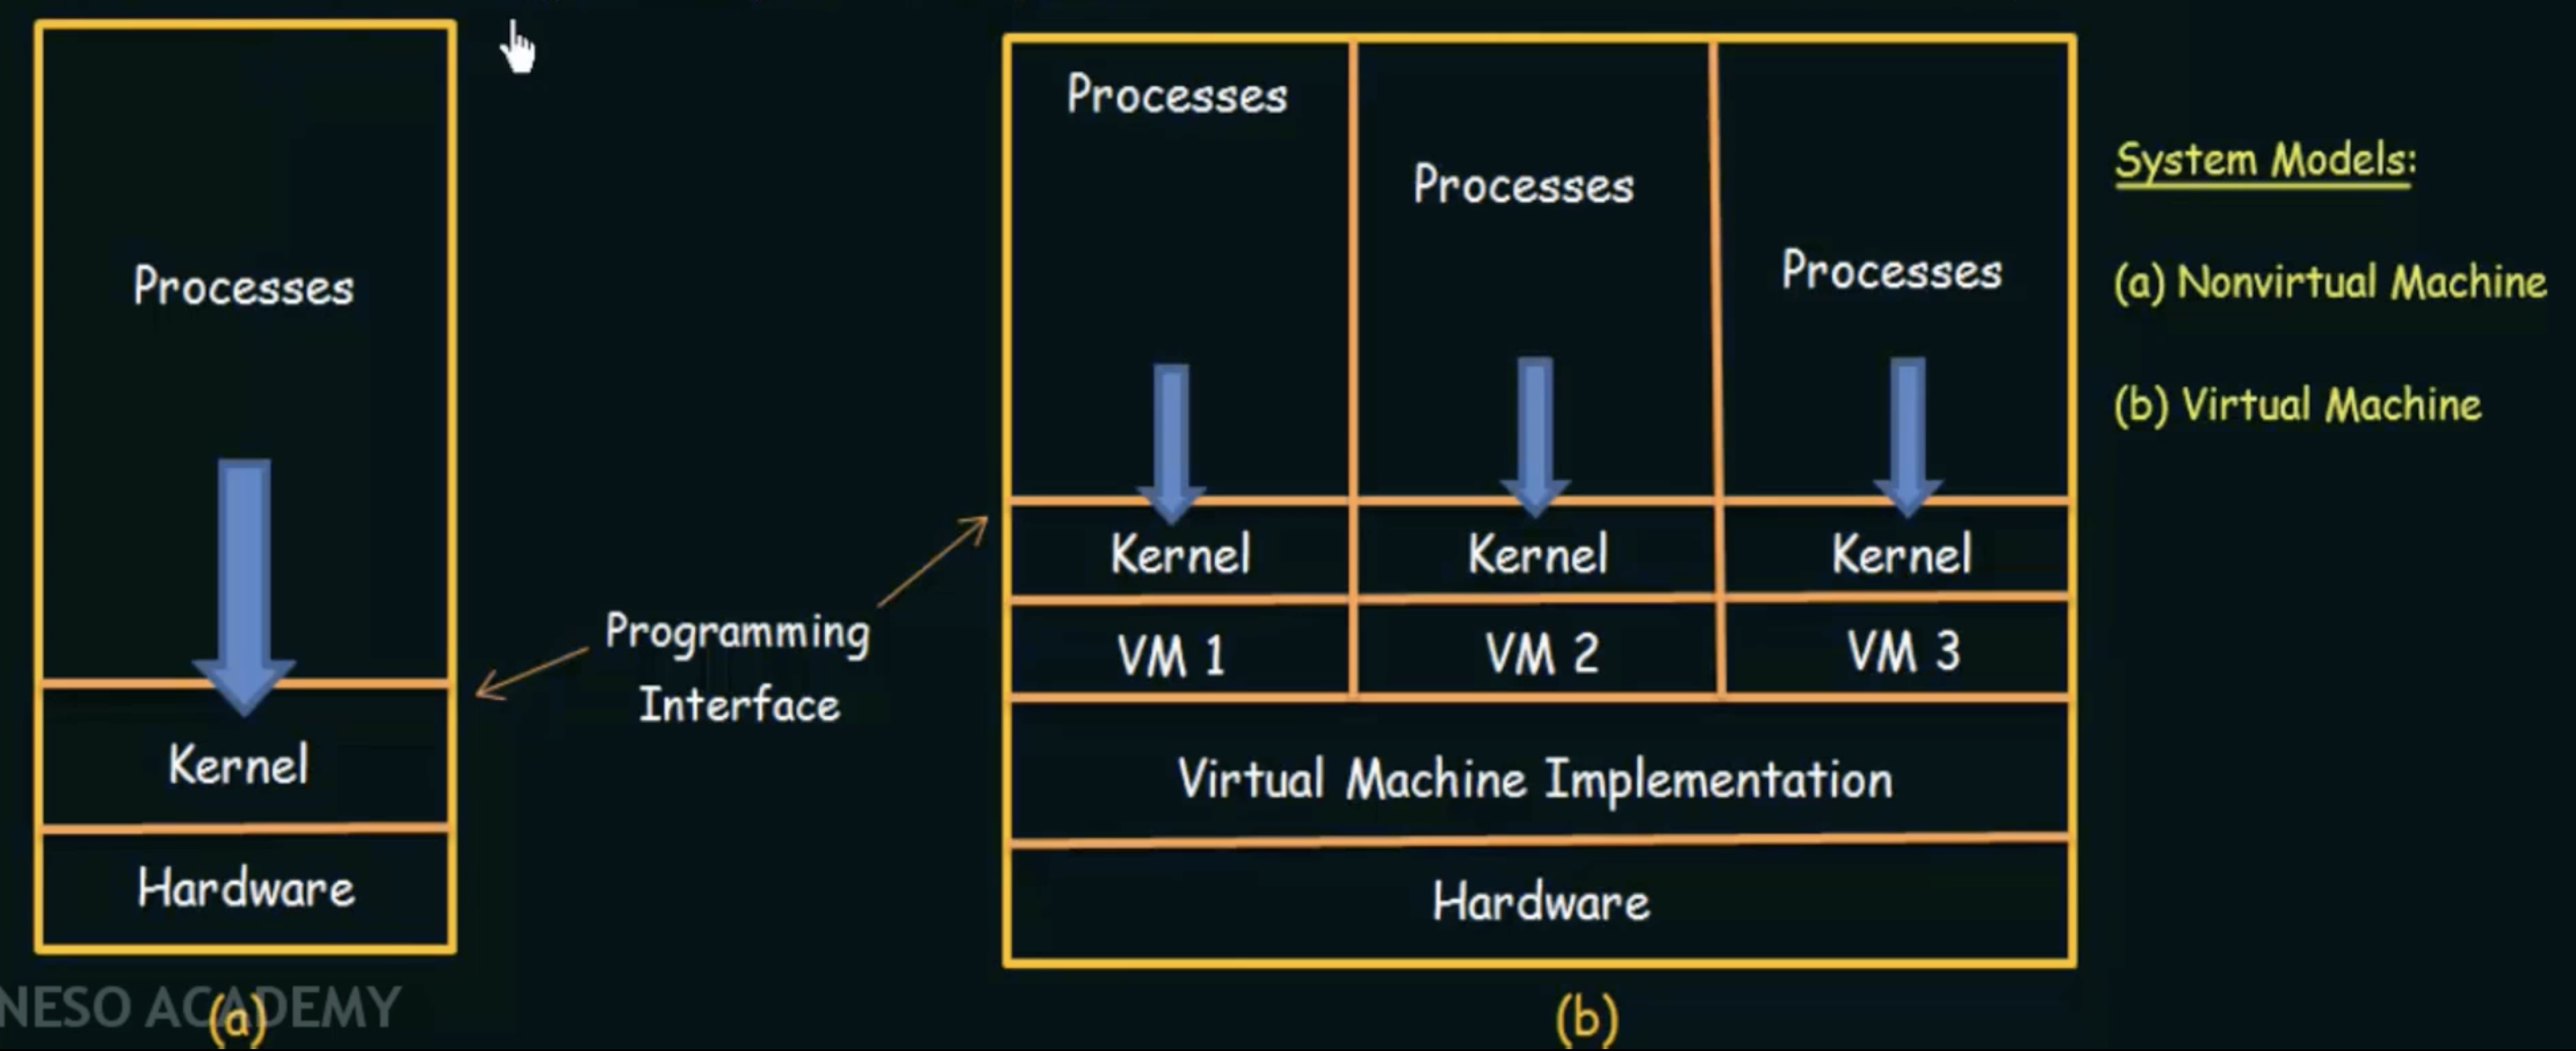 Processes
Kernel
Hardware
(a)
NESO ACADEMY
Programming
Interface
Processes
Processes
Processes
Kernel
Kernel
Kernel
VM 1
VM 2
VM 3
Virtual Machine Implementation
Hardware
(b)
System Models:
(a) Nonvirtual Machine
(b) Virtual Machine